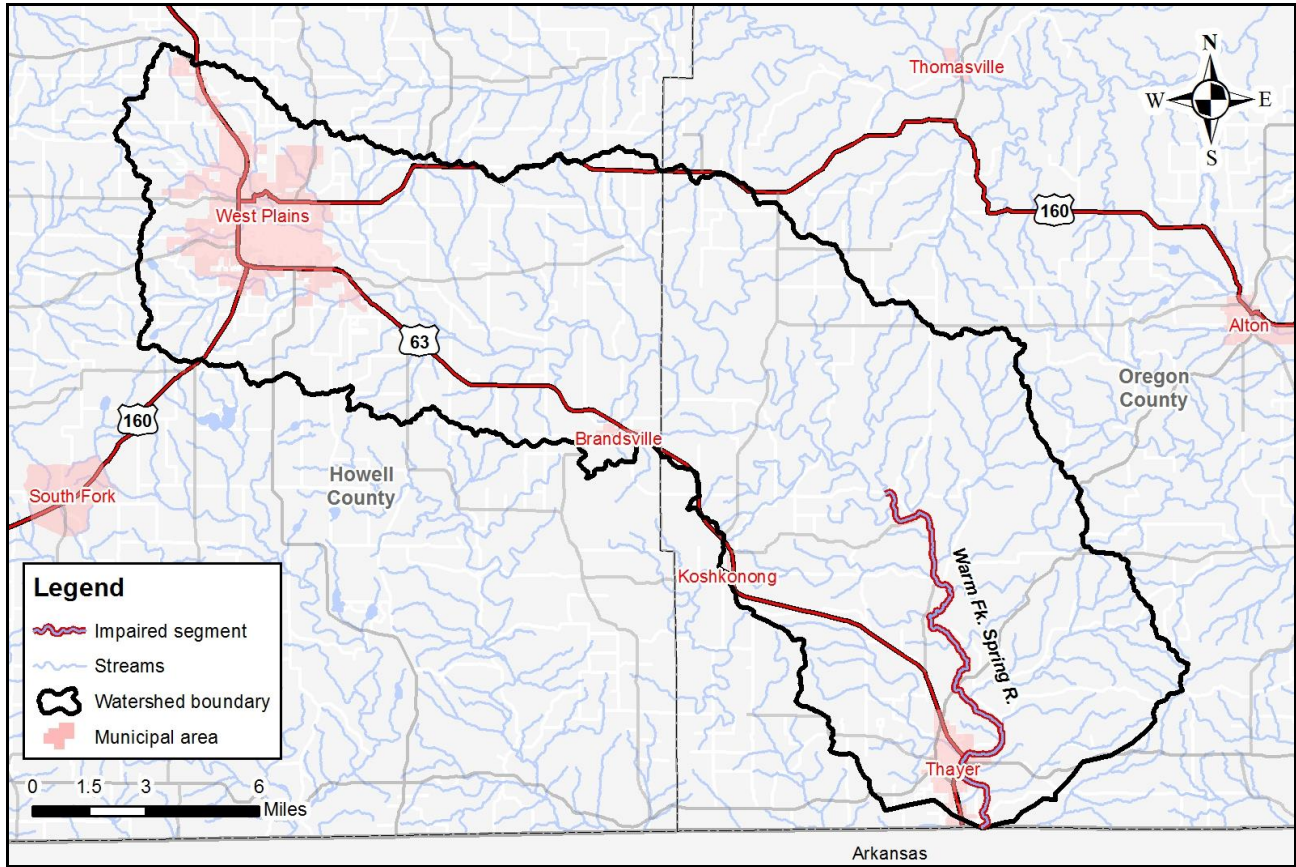 Thomasville
N
W E
S
West Plains
160
63
Alton
Oregon
County
160
Brandsville
Howell
County
South Fork
Koshkonong
Warm Fk. Spring R.
Thayer
Legend
Impaired segment
Streams
Watershed boundary
Municipal area
0 1.5 3 6
Miles
Arkansas